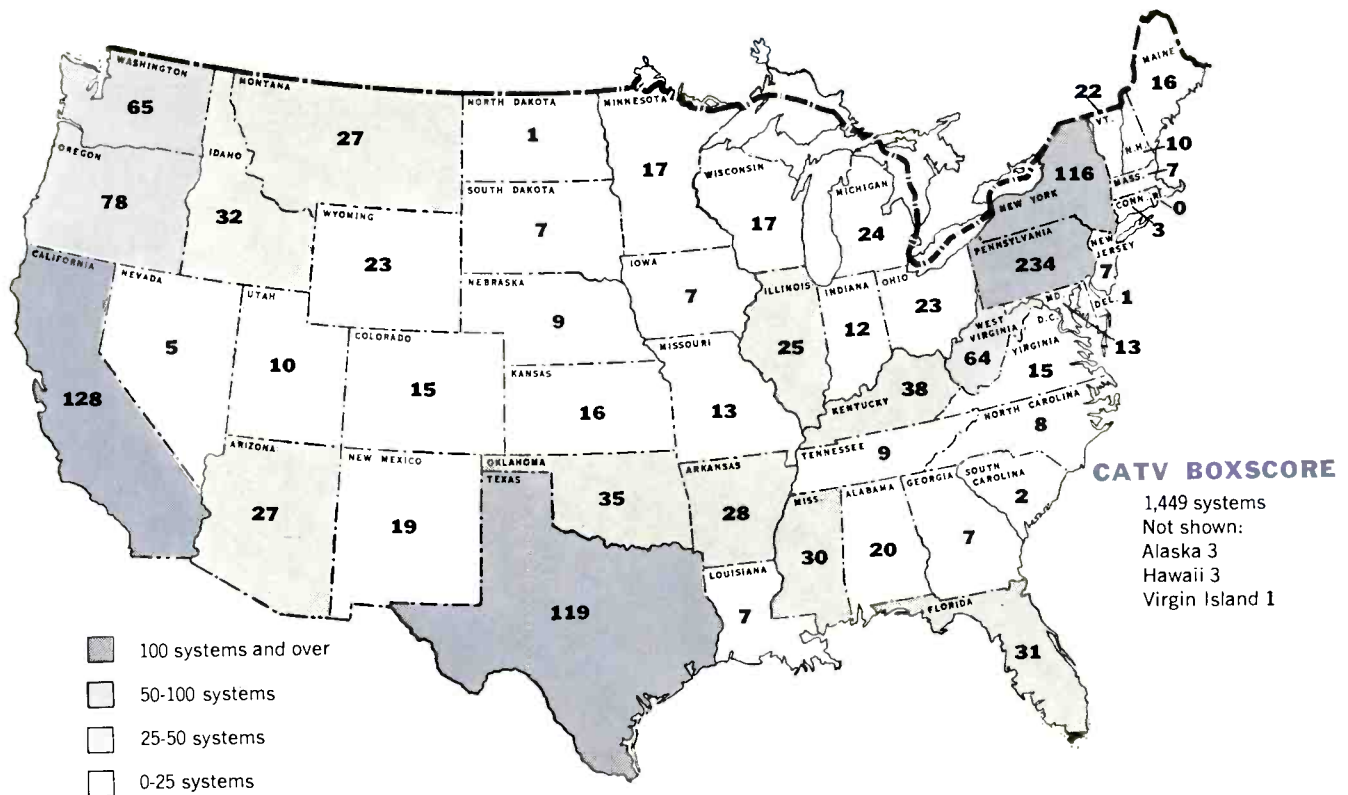 WASHINGTON
65
MONTANA
27
NORTH DAKOTA
1
MINNESOTA
17
OREGON
78
IDAHO
32
WYOMING
23
SOUTH DAKOTA
7
WISCONSIN
17
MICHIGAN
24
MAINE
16
22
VT.
N.H.
10
MASS.
7
CONN.
R.I.
0
3
NEW YORK
116
PENNSYLVANIA
234
NEW
JERSEY
7
CALIFORNIA
128
NEVADA
5
UTAH
10
COLORADO
15
NEBRASKA
9
IOWA
7
ILLINOIS
25
INDIANA
12
OHIO
23
WEST
VIRGINIA
64
MD.
D.C.
DEL.
1
13
VIRGINIA
15
KANSAS
16
MISSOURI
13
KENTUCKY
38
NORTH CAROLINA
8
TENNESSEE
9
ARIZONA
27
NEW MEXICO
19
OKLAHOMA
35
TEXAS
119
ARKANSAS
28
LOUISIANA
7
MISS.
30
ALABAMA
20
GEORGIA
7
SOUTH
CAROLINA
2
FLORIDA
31
CATV BOXSCORE
1,449 systems
Not shown:
Alaska 3
Hawaii 3
Virgin Island 1
100 systems and over
50-100 systems
25-50 systems
0-25 systems